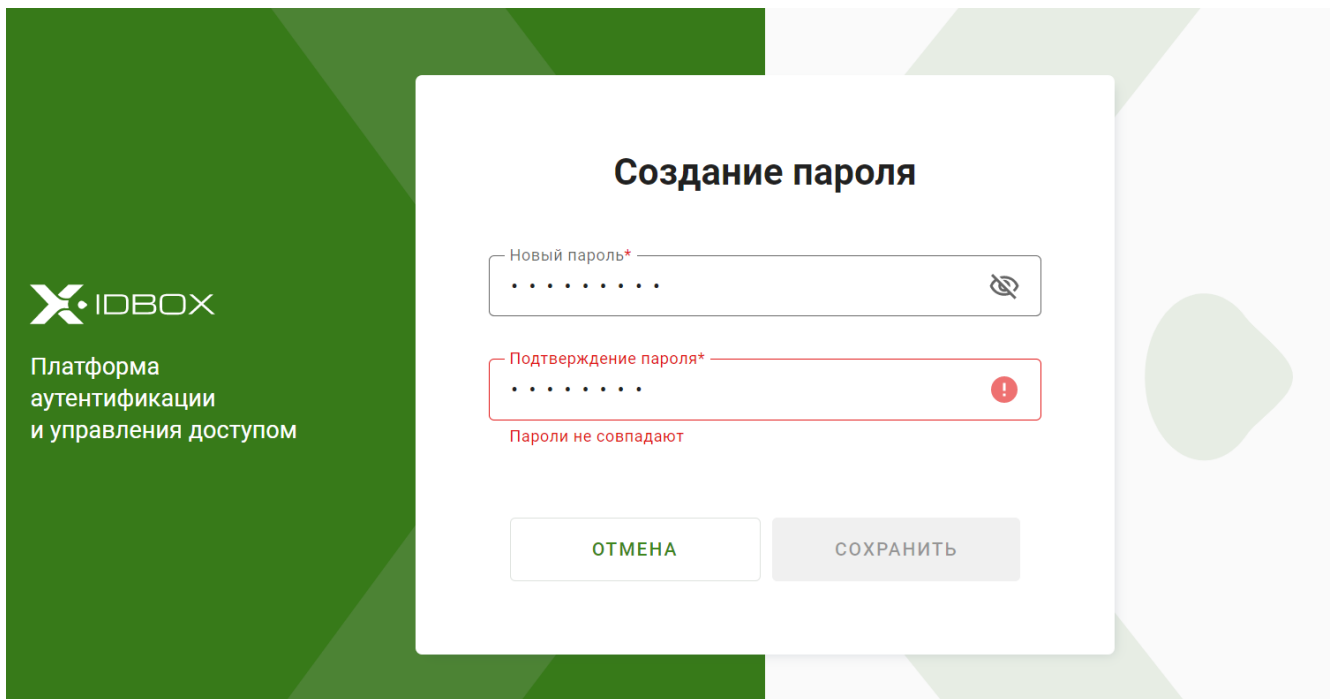 Создание пароля
Новый пароль*
• • • • • • • • •
IDBOX
Платформа
аутентификации
и управления доступом
Подтверждение пароля*
• • • • • • • •
Пароли не совпадают
ОТМЕНА
СОХРАНИТЬ